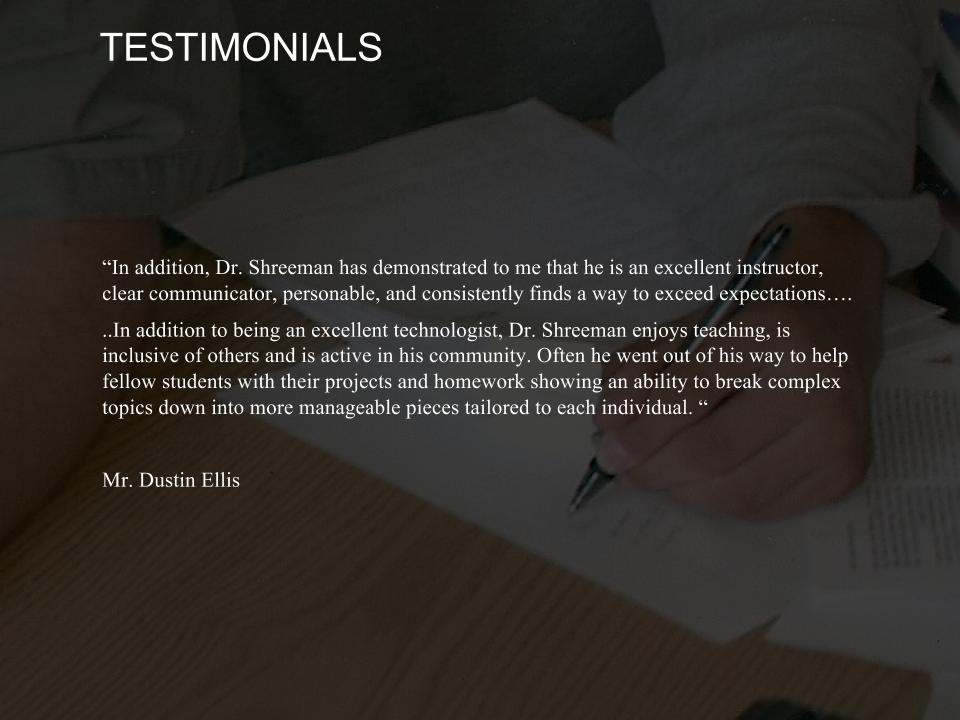 TESTIMONIALS
“In addition, Dr. Shreeman has demonstrated to me that he is an excellent instructor,
clear communicator, personable, and consistently finds a way to exceed expectations….
..In addition to being an excellent technologist, Dr. Shreeman enjoys teaching, is
inclusive of others and is active in his community. Often he went out of his way to help
fellow students with their projects and homework showing an ability to break complex
topics down into more manageable pieces tailored to each individual. “
Mr. Dustin Ellis